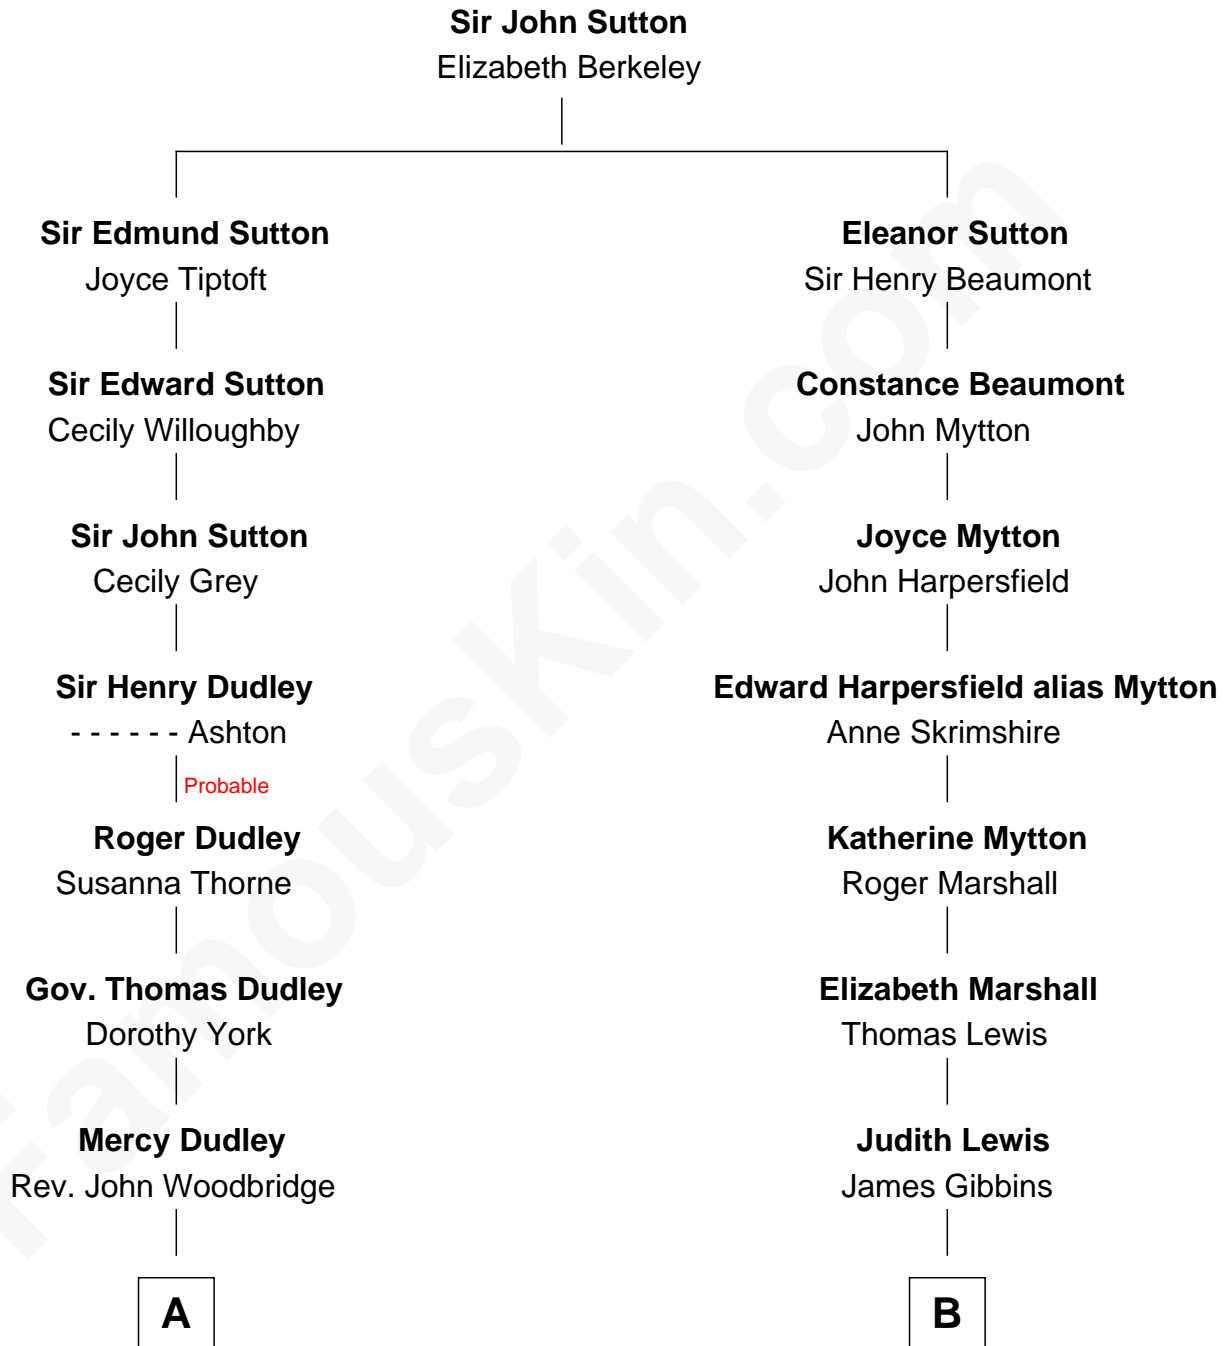 Sir John Sutton
Elizabeth Berkeley
Sir Edmund Sutton
Joyce Tiptoft
Sir Edward Sutton
Cecily Willoughby
Sir John Sutton
Cecily Grey
Sir Henry Dudley
- - - - - - Ashton
Probable
Roger Dudley
Susanna Thorne
Gov. Thomas Dudley
Dorothy York
Mercy Dudley
Rev. John Woodbridge
A
Eleanor Sutton
Sir Henry Beaumont
Constance Beaumont
John Mytton
Joyce Mytton
John Harpersfield
Edward Harpersfield alias Mytton
Anne Skrimshire
Katherine Mytton
Roger Marshall
Elizabeth Marshall
Thomas Lewis
Judith Lewis
James Gibbins
B
FamousKin.com